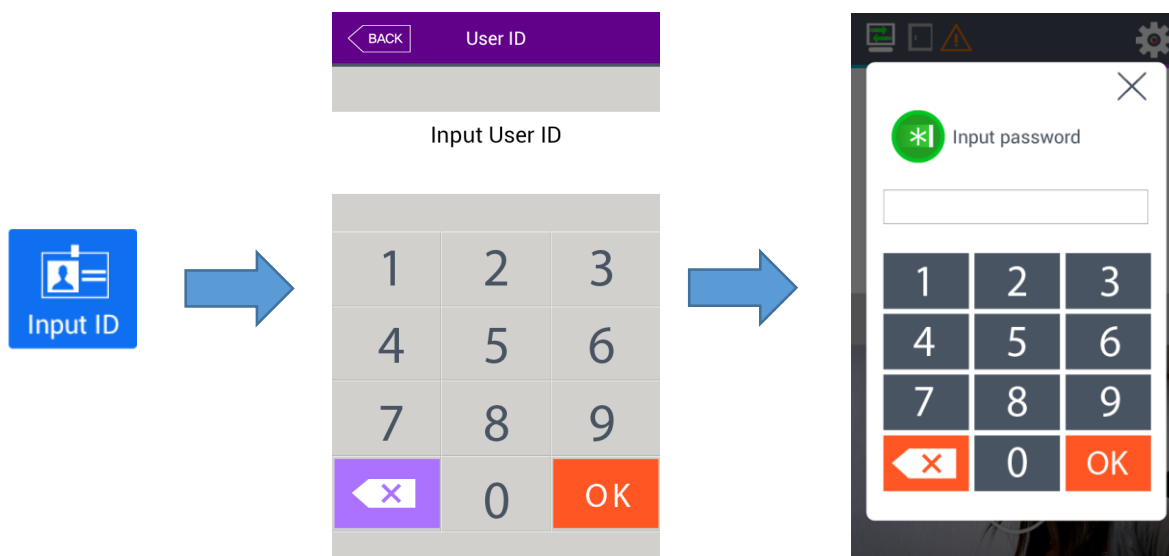 Input ID
BACK User ID
Input User ID
1 2 3
4 5 6
7 8 9
0 OK
Input password
1 2 3
4 5 6
7 8 9
0 OK